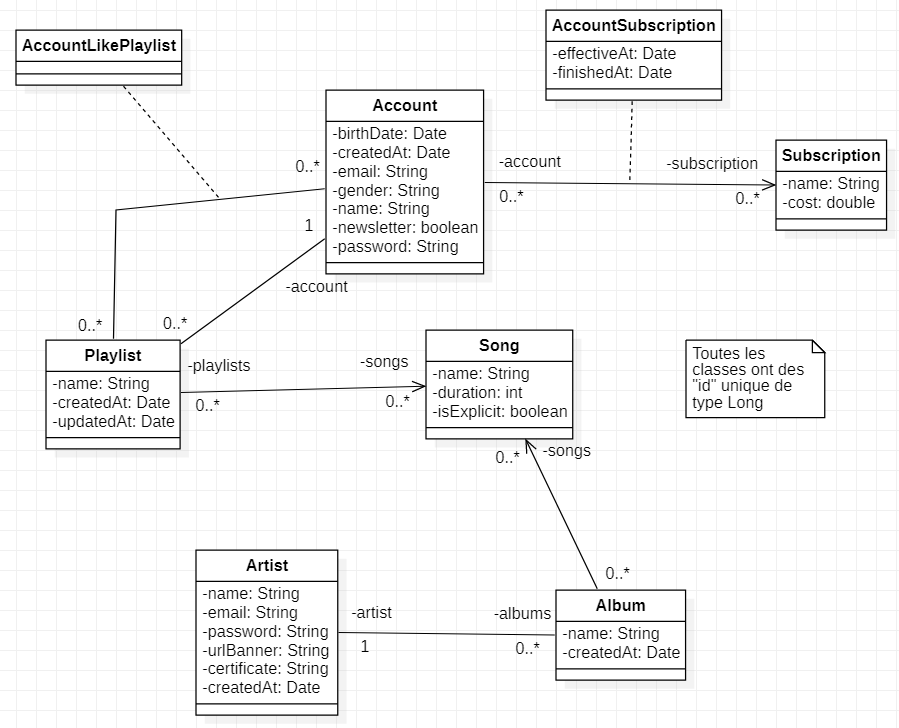 AccountLikePlaylist
AccountSubscription
-effectiveAt: Date
-finishedAt: Date
Account
-birthDate: Date
-createdAt: Date
-email: String
-gender: String
-name: String
-newsletter: boolean
-password: String
0..*
1
-account
-account
0..*
-subscription
0..*
Subscription
-name: String
-cost: double
0..*
0..*
Playlist
-name: String
-createdAt: Date
-updatedAt: Date
-playlists
0..*
-songs
0..*
Song
-name: String
-duration: int
-isExplicit: boolean
Toutes les
classes ont des
"id" unique de
type Long
0..*
-songs
0..*
Artist
-name: String
-email: String
-password: String
-urlBanner: String
-certificate: String
-createdAt: Date
-artist
1
-albums
0..*
Album
-name: String
-createdAt: Date